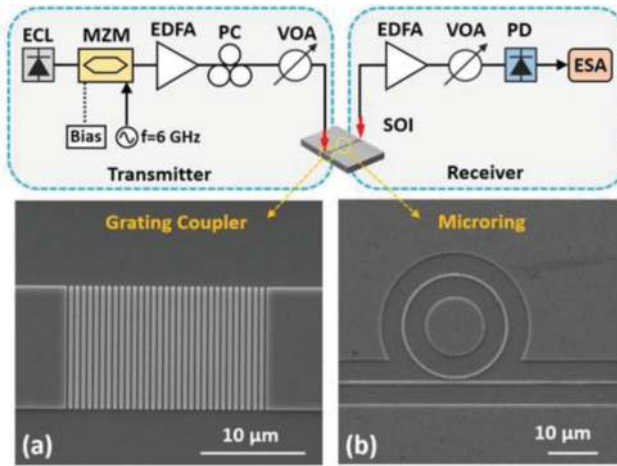 ECL MZM EDFA PC VOA EDFA VOA PD
ESA
Bias f=6 GHz SOI
Transmitter Receiver
Grating Coupler Microring
(a) 10 μm (b) 10 μm